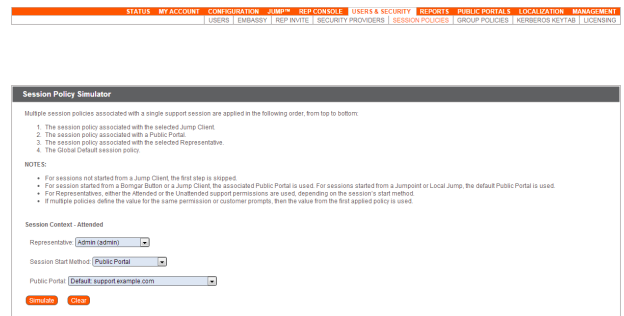 STATUS MY ACCOUNT CONFIGURATION JUMP™ REP CONSOLE USERS & SECURITY REPORTS PUBLIC PORTALS LOCALIZATION MANAGEMENT
USERS | EMBASSY | REP INVITE | SECURITY PROVIDERS | SESSION POLICIES | GROUP POLICIES | KERBEROS KEYTAB | LICENSING
Session Policy Simulator
Multiple session policies associated with a single support session are applied in the following order, from top to bottom:
1. The session policy associated with the selected Jump Client.
2. The session policy associated with a Public Portal.
3. The session policy associated with the selected Representative.
4. The Global Default session policy.
NOTES:
• For sessions not started from a Jump Client, the first step is skipped.
• For session started from a Bomgar Button or a Jump Client, the associated Public Portal is used. For sessions started from a Jumpoint or Local Jump, the default Public Portal is used.
• For Representatives, either the Attended or the Unattended support permissions are used, depending on the session's start method.
• If multiple policies define the value for the same permission or customer prompts, then the value from the first applied policy is used.
Session Context - Attended
Representative: Admin (admin)
Session Start Method: Public Portal
Public Portal: Default: support.example.com
Simulate Clear